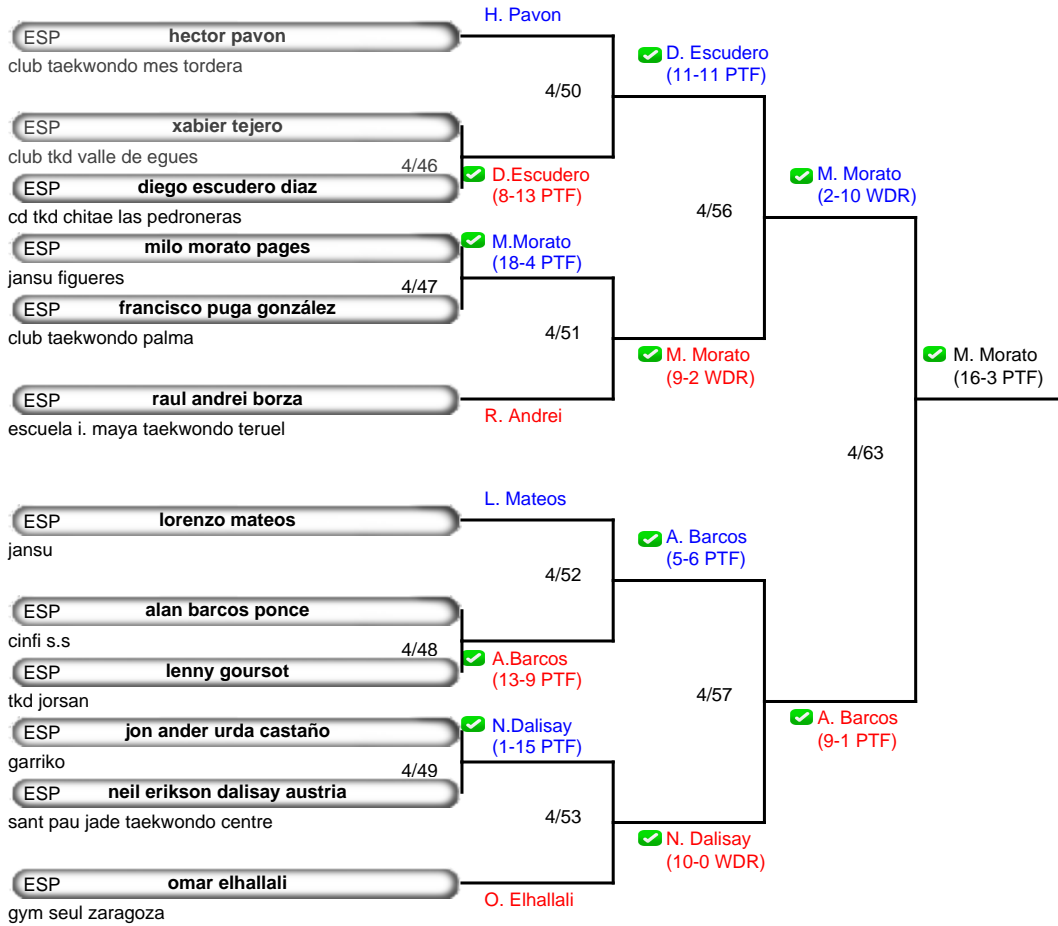 H. Pavon
ESP hector pavon
club taekwondo mes tordera
D. Escudero
(11-11 PTF)
4/50
ESP xabier tejero
club tkd valle de egues
4/46
D.Escudero
(8-13 PTF)
ESP diego escudero diaz
cd tkd chitae las pedroneras
M. Morato
(2-10 WDR)
4/56
ESP milo morato pages
jansu figueres
M.Morato
(18-4 PTF)
4/47
ESP francisco puga gonzález
club taekwondo palma
4/51
M. Morato
(9-2 WDR)
M. Morato
(16-3 PTF)
ESP raul andrei borza
escuela i. maya taekwondo teruel
R. Andrei
4/63
L. Mateos
ESP lorenzo mateos
jansu
A. Barcos
(5-6 PTF)
4/52
ESP alan barcos ponce
cinfi s.s
4/48
A.Barcos
(13-9 PTF)
ESP lenny goursot
tkd jorsan
4/57
ESP jon ander urda castaño
garriko
N.Dalisay
(1-15 PTF)
A. Barcos
(9-1 PTF)
4/49
ESP neil erikson dalisay austria
sant pau jade taekwondo centre
4/53
N. Dalisay
(10-0 WDR)
ESP omar elhallali
gym seul zaragoza
O. Elhallali